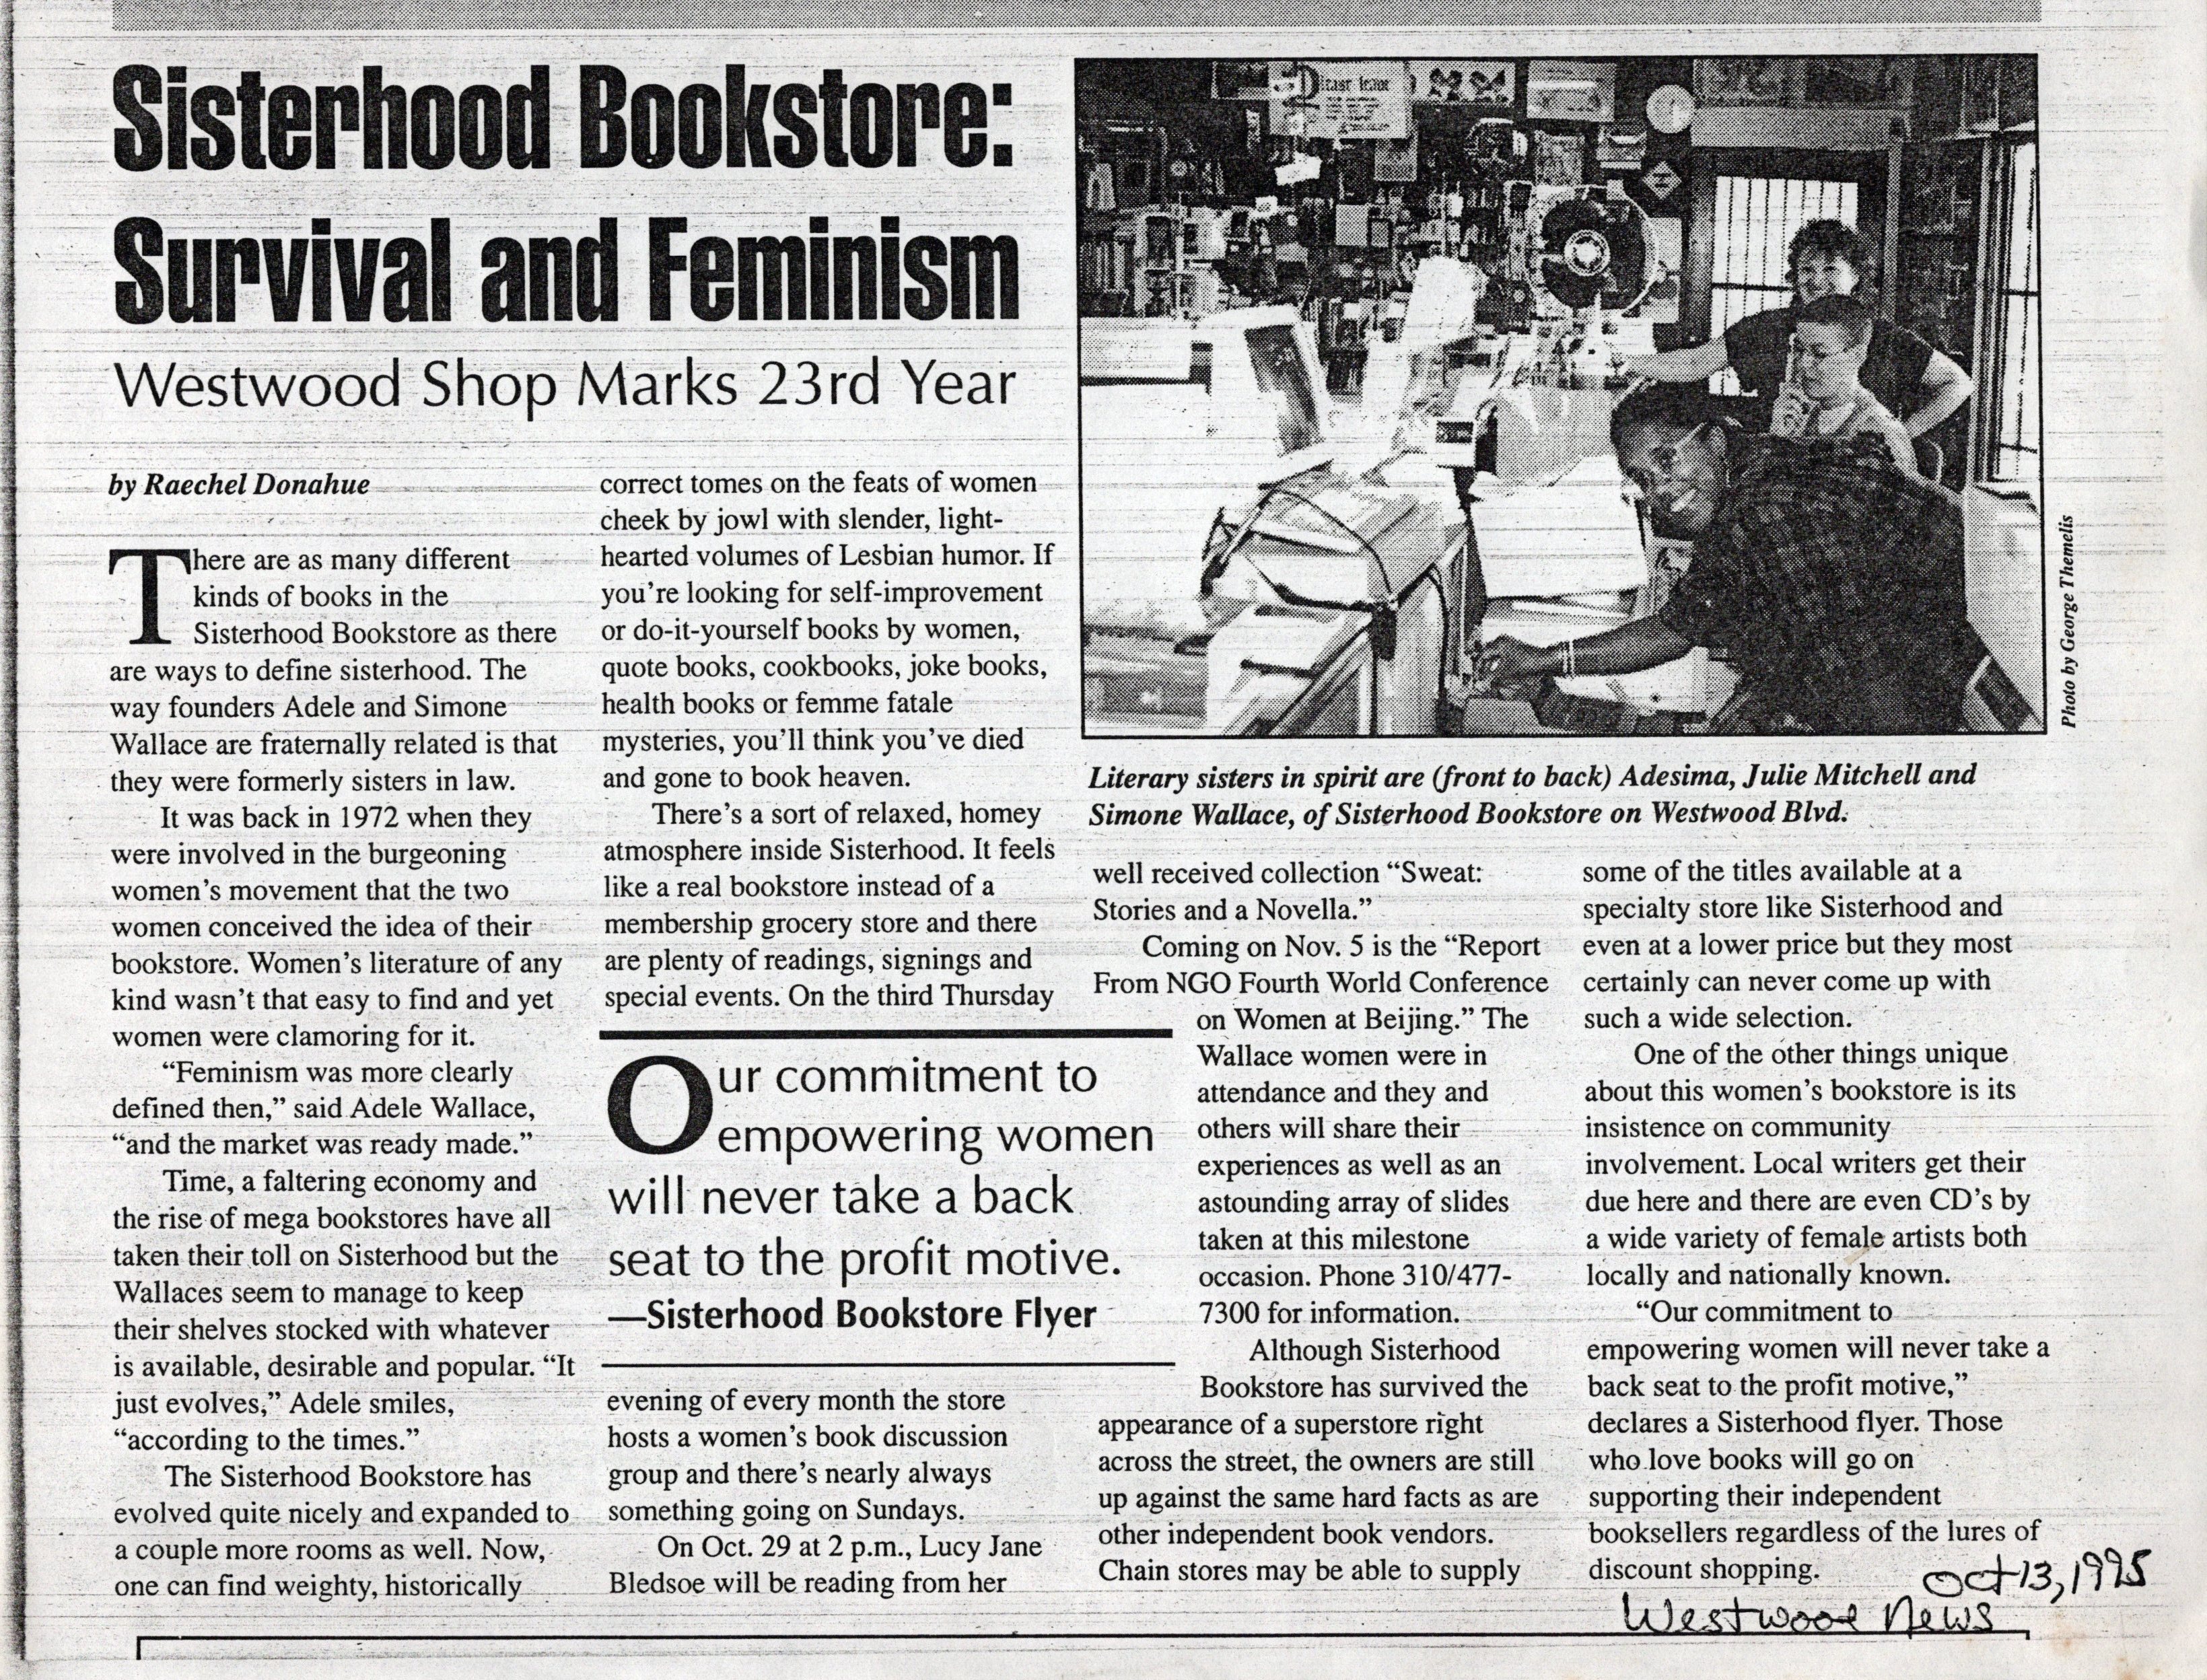 Sisterhood Bookstore:
Survival and Feminism
Westwood Shop Marks 23rd Year
by Raechel Donahue
There are as many different
kinds of books in the
Sisterhood Bookstore as there
are ways to define sisterhood. The
way founders Adele and Simone
Wallace are fraternally related is that
they were formerly sisters in law.
It was back in 1972 when they
were involved in the burgeoning
women's movement that the two
women conceived the idea of their
bookstore. Women's literature of any
kind wasn't that easy to find and yet
women were clamoring for it.
“Feminism was more clearly
defined then,” said Adele Wallace,
“and the market was ready made.”
Time, a faltering economy and
the rise of mega bookstores have all
taken their toll on Sisterhood but the
Wallaces seem to manage to keep
their shelves stocked with whatever
is available, desirable and popular. “It
just evolves,” Adele smiles,
“according to the times.”
The Sisterhood Bookstore has
evolved quite nicely and expanded to
a couple more rooms as well. Now,
one can find weighty, historically
correct tomes on the feats of women
cheek by jowl with slender, light-
hearted volumes of Lesbian humor. If
you're looking for self-improvement
or do-it-yourself books by women,
quote books, cookbooks, joke books,
health books or femme fatale
mysteries, you'll think you've died
and gone to book heaven.
There's a sort of relaxed, homey
atmosphere inside Sisterhood. It feels
like a real bookstore instead of a
membership grocery store and there
are plenty of readings, signings and
special events. On the third Thursday
Our commitment to
empowering women
will never take a back
seat to the profit motive.
—Sisterhood Bookstore Flyer
evening of every month the store
hosts a women's book discussion
group and there's nearly always
something going on Sundays.
On Oct. 29 at 2 p.m., Lucy Jane
Bledsoe will be reading from her
Please
Photo by George Themelis
Literary sisters in spirit are (front to back) Adesima, Julie Mitchell and
Simone Wallace, of Sisterhood Bookstore on Westwood Blvd.
well received collection “Sweat:
Stories and a Novella.”
Coming on Nov. 5 is the “Report
From NGO Fourth World Conference
on Women at Beijing.” The
Wallace women were in
attendance and they and
others will share their
experiences as well as an
astounding array of slides
taken at this milestone
occasion. Phone 310/477-
7300 for information.
Although Sisterhood
Bookstore has survived the
appearance of a superstore right
across the street, the owners are still
up against the same hard facts as are
other independent book vendors.
Chain stores may be able to supply
some of the titles available at a
specialty store like Sisterhood and
even at a lower price but they most
certainly can never come up with
such a wide selection.
One of the other things unique
about this women's bookstore is its
insistence on community
involvement. Local writers get their
due here and there are even CD's by
a wide variety of female artists both
locally and nationally known.
“Our commitment to
empowering women will never take a
back seat to the profit motive,”
declares a Sisterhood flyer. Those
who love books will go on
supporting their independent
booksellers regardless of the lures of
discount shopping.
Oct 13, 1995
Westwood News